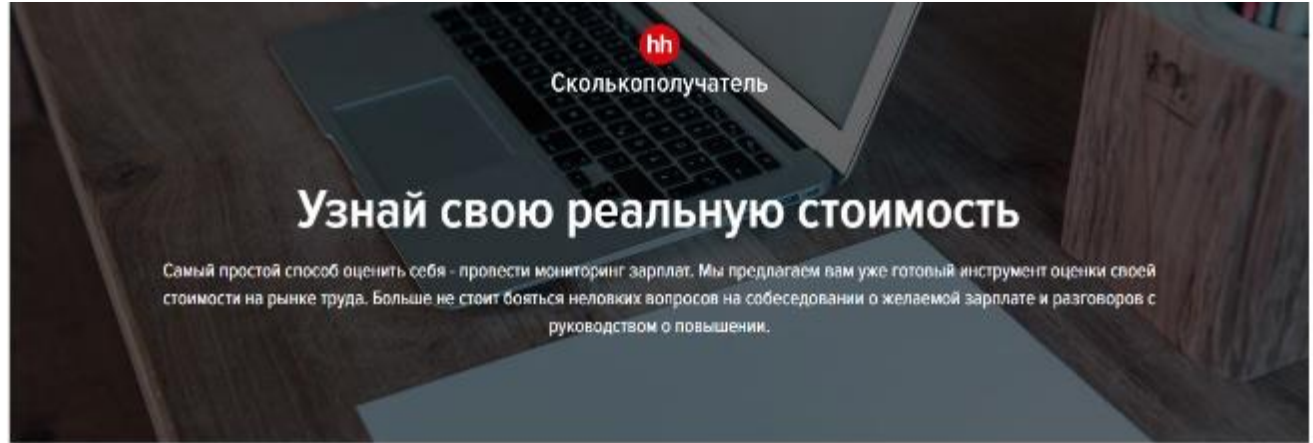 hh
Сколькополучатель
Узнай свою реальную стоимость
Самый простой способ оценить себя - провести мониторинг зарплат. Мы предлагаем вам уже готовый инструмент оценки своей
стоимости на рынке труда. Больше не стоит бояться неловких вопросов на собеседовании о желаемой зарплате и разговоров с
руководством о повышении.